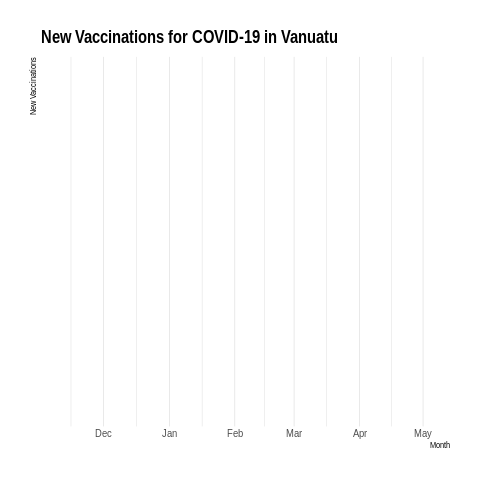 New Vaccinations for COVID-19 in Vanuatu
New Vaccinations
Dec Jan Feb Mar Apr May
Month